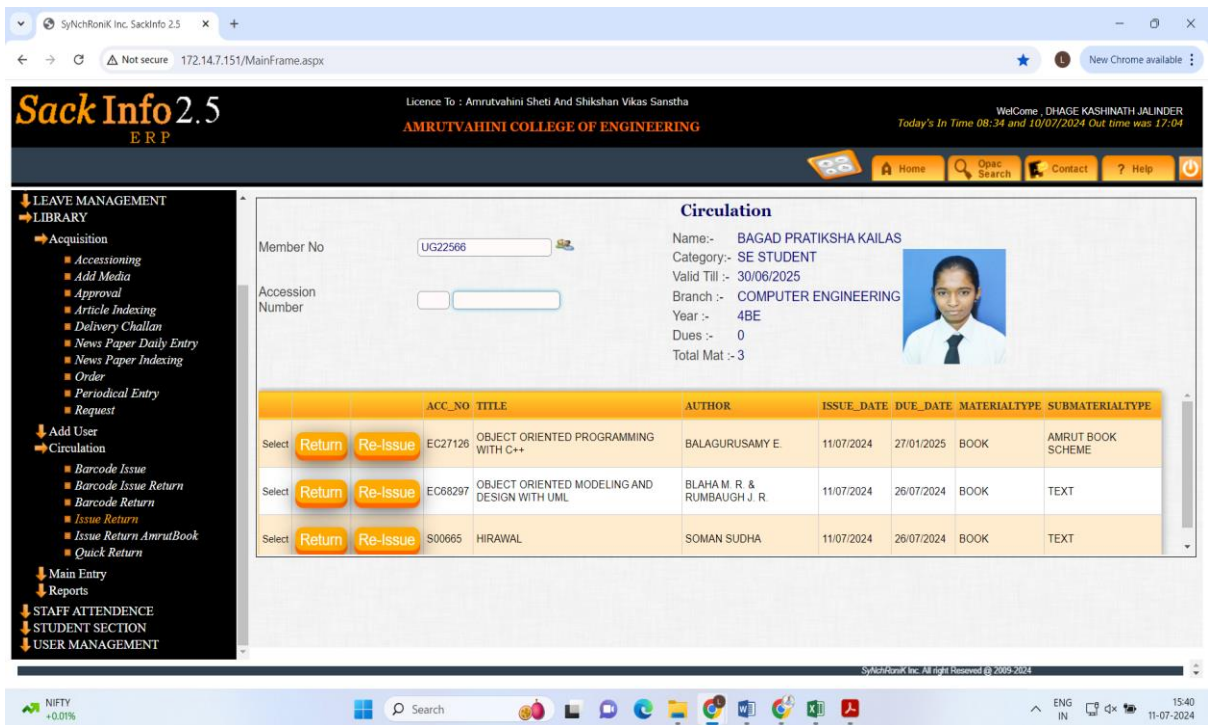 SyNchRoniK Inc. SackInfo 2.5
Not secure 172.14.7.151/MainFrame.aspx
L
New Chrome available
Sack Info 2.5
ERP
Licence To : Amrutvahini Sheti And Shikshan Vikas Sanstha
AMRUTVAHINI COLLEGE OF ENGINEERING
WelCome , DHAGE KASHINATH JALINDER
Today's In Time 08:34 and 10/07/2024 Out time was 17:04
Home
Opac Search
Contact
? Help
LEAVE MANAGEMENT
LIBRARY
Acquisition
Accessioning
Add Media
Approval
Article Indexing
Delivery Challan
News Paper Daily Entry
News Paper Indexing
Order
Periodical Entry
Request
Add User
Circulation
Barcode Issue
Barcode Issue Return
Barcode Return
Issue Return
Issue Return AmrutBook
Quick Return
Main Entry
Reports
STAFF ATTENDENCE
STUDENT SECTION
USER MANAGEMENT
Circulation
Member No UG22566
Accession
Number
Name:- BAGAD PRATIKSHA KAILAS
Category:- SE STUDENT
Valid Till :- 30/06/2025
Branch :- COMPUTER ENGINEERING
Year :- 4BE
Dues :- 0
Total Mat :- 3
ACC_NO TITLE AUTHOR ISSUE_DATE DUE_DATE MATERIALTYPE SUBMATERIALTYPE
Select Return Re-Issue EC27126 OBJECT ORIENTED PROGRAMMING WITH C++ BALAGURUSAMY E. 11/07/2024 27/01/2025 BOOK AMRUT BOOK SCHEME
Select Return Re-Issue EC68297 OBJECT ORIENTED MODELING AND DESIGN WITH UML BLAHA M. R. & RUMBAUGH J. R. 11/07/2024 26/07/2024 BOOK TEXT
Select Return Re-Issue S00665 HIRAWAL SOMAN SUDHA 11/07/2024 26/07/2024 BOOK TEXT
SyNchRoniK Inc. All right Reseved @ 2009-2024
NIFTY
+0.01%
Search
ENG
IN
15:40
11-07-2024